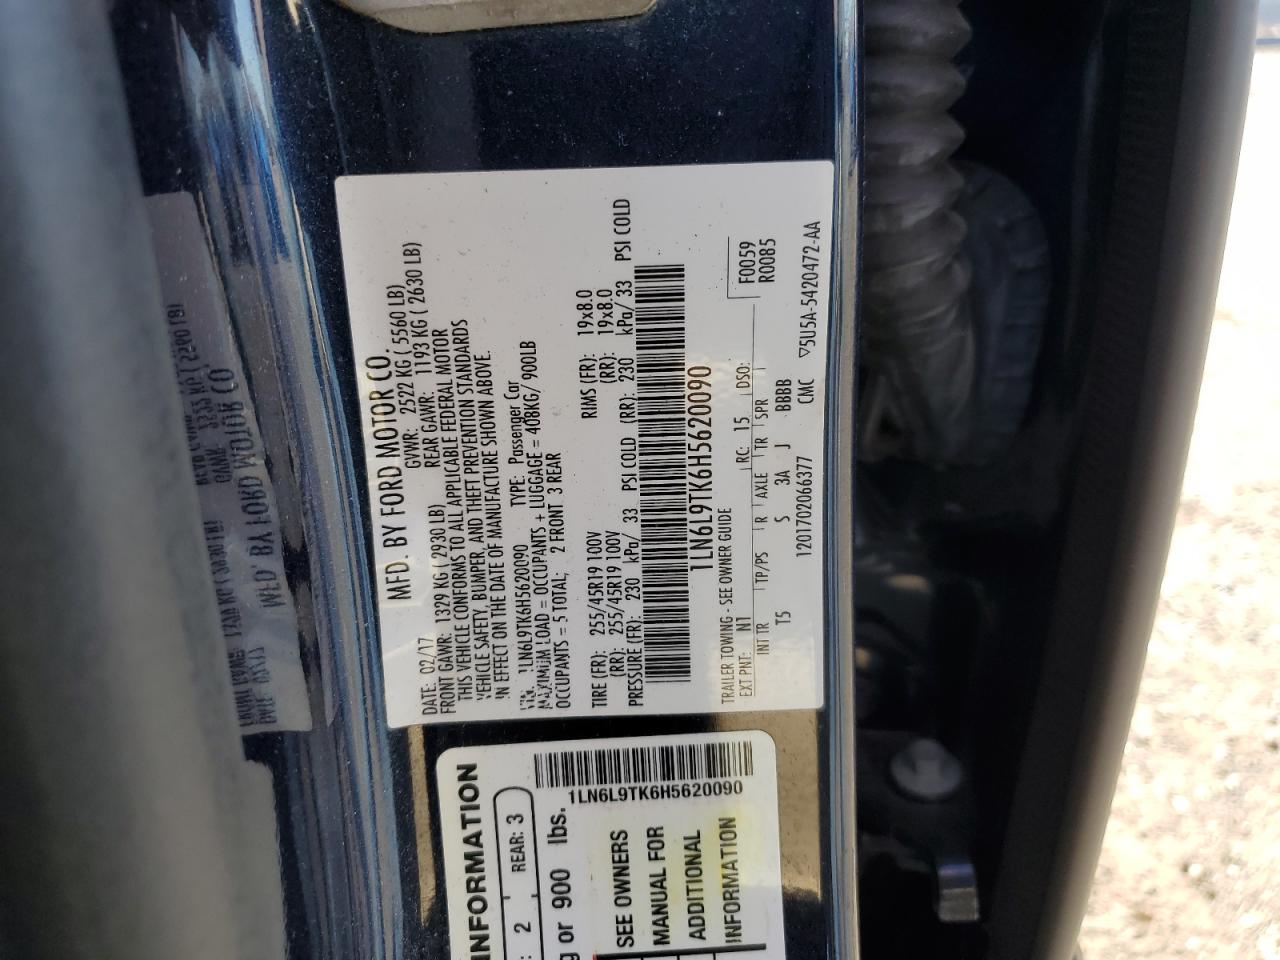 MFD. BY FORD MOTOR CO.
DATE: 02/17 GVWR: 2522 KG ( 5560 LB)
FRONT GAWR: 1329 KG ( 2930 LB) REAR GAWR: 1193 KG ( 2630 LB)
THIS VEHICLE CONFORMS TO ALL APPLICABLE FEDERAL MOTOR
VEHICLE SAFETY, BUMPER, AND THEFT PREVENTION STANDARDS
IN EFFECT ON THE DATE OF MANUFACTURE SHOWN ABOVE.
VIN: 1LN6L9TK6H5620090 TYPE: Passenger Car
MAXIMUM LOAD = OCCUPANTS + LUGGAGE = 408KG/ 900LB
OCCUPANTS = 5 TOTAL; 2 FRONT 3 REAR
TIRE (FR): 255/45R19 100V RIMS (FR): 19x8.0
(RR): 255/45R19 100V (RR): 19x8.0
PRESSURE (FR): 230 kPa/ 33 PSI COLD (RR): 230 kPa/ 33 PSI COLD
1LN6L9TK6H5620090
TRAILER TOWING - SEE OWNER GUIDE
EXT PNT: N1 RC: 15 DSO: F0059
R0085
INT TR TP/PS R AXLE TR SPR
T5 S 3A J BBBB
1201702066377 CMC ▽5U5A-5420472-AA
INFORMATION
2 REAR: 3
or 900 lbs.
1LN6L9TK6H5620090
SEE OWNERS
MANUAL FOR
ADDITIONAL
INFORMATION